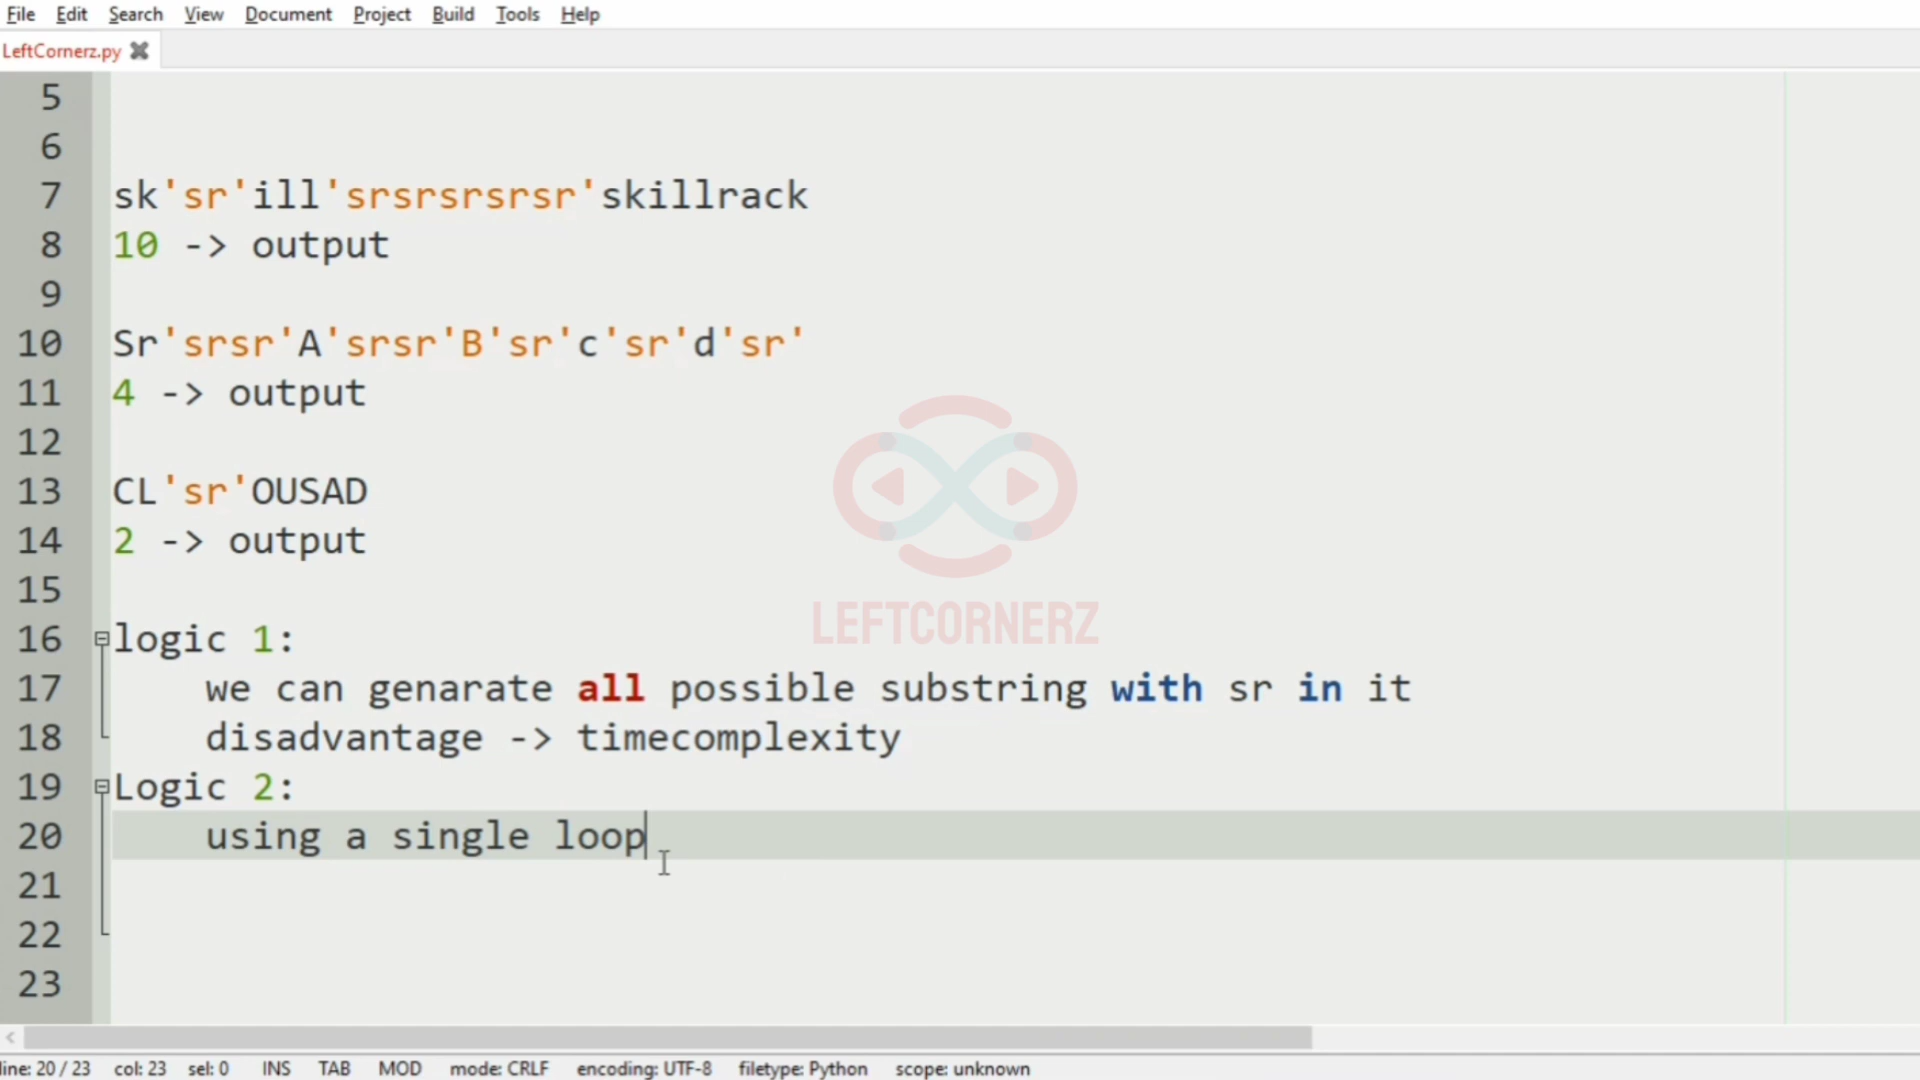 File Edit Search View Document Project Build Tools Help
LeftCornerz.py
5
6
7 sk'sr'ill'srsrsrsrsr'skillrack
8 10 -> output
9
10 Sr'srsr'A'srsr'B'sr'c'sr'd'sr'
11 4 -> output
12
13 CL'sr'OUSAD
14 2 -> output
15
16 logic 1:
17 we can genarate all possible substring with sr in it
18 disadvantage -> timecomplexity
19 Logic 2:
20 using a single loop
21
22
23
LEFTCORNERZ
line: 20 / 23 col: 23 sel: 0 INS TAB MOD mode: CRLF encoding: UTF-8 filetype: Python scope: unknown